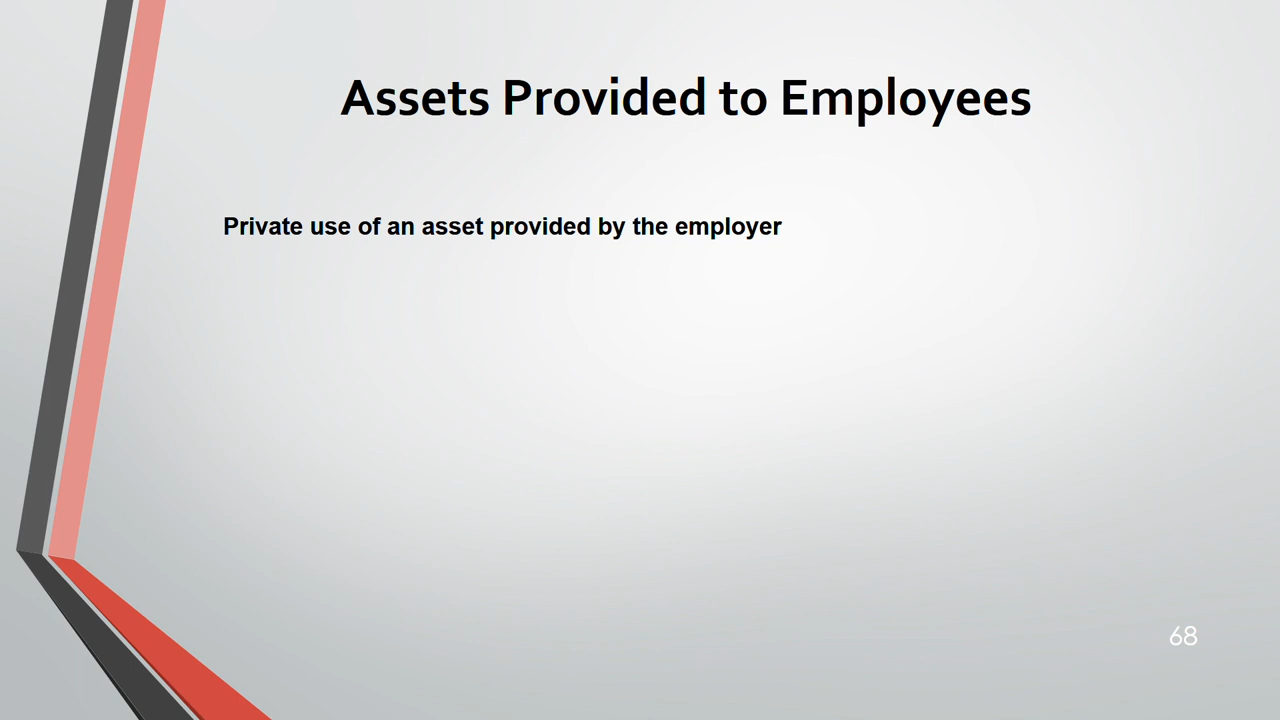 Assets Provided to Employees
Private use of an asset provided by the employer
68